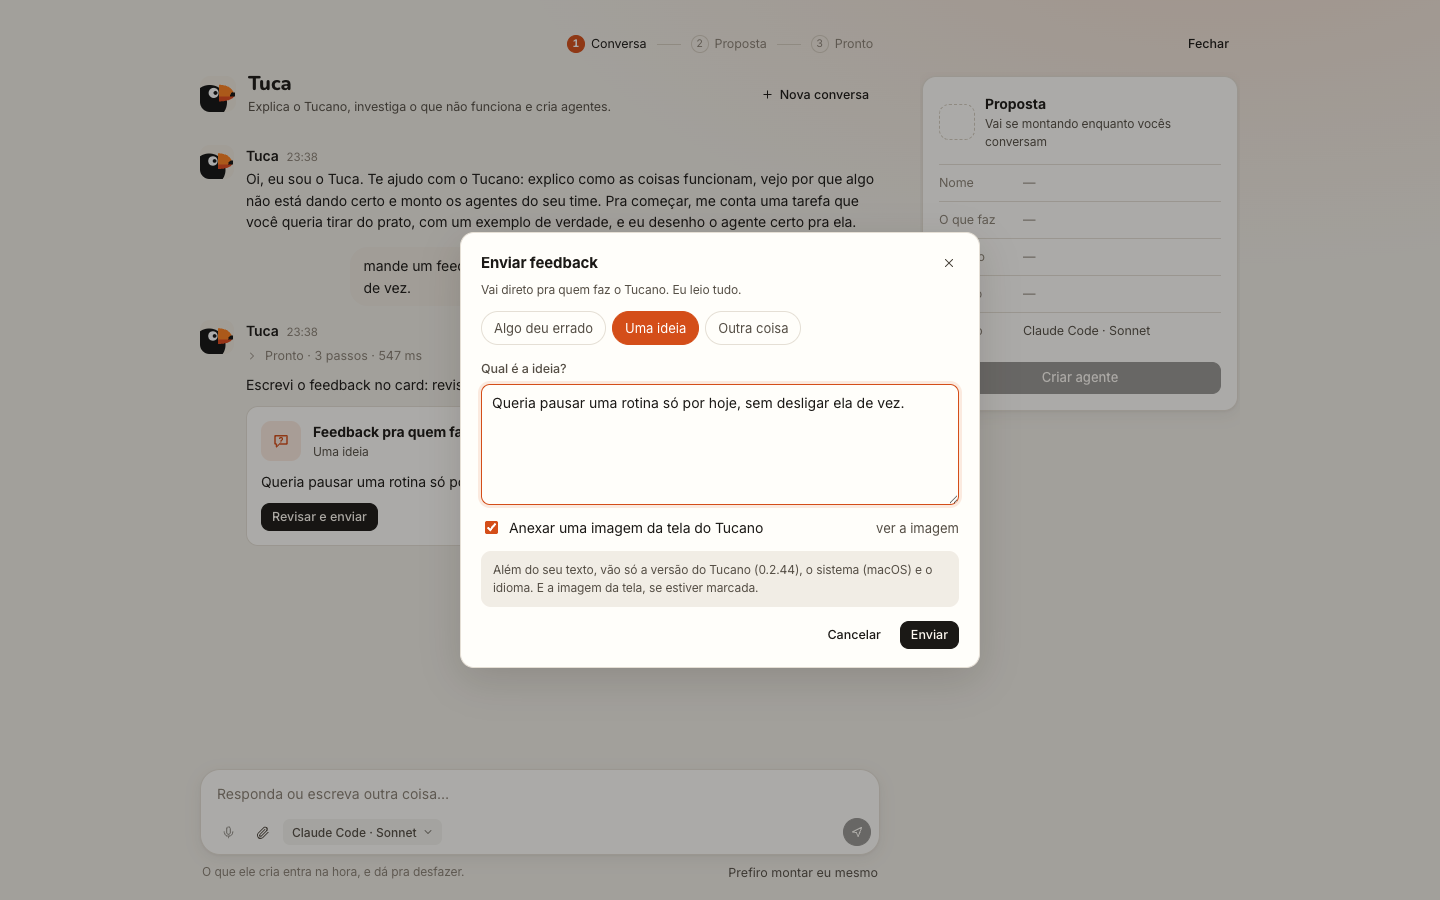 1 Conversa
2 Proposta
3 Pronto
Fechar
Tuca
Explica o Tucano, investiga o que não funciona e cria agentes.
+ Nova conversa
Tuca 23:38
Oi, eu sou o Tuca. Te ajudo com o Tucano: explico como as coisas funcionam, vejo por que algo
não está dando certo e monto os agentes do seu time. Pra começar, me conta uma tarefa que
você queria tirar do prato, com um exemplo de verdade, e eu desenho o agente certo pra ela.
mande um
de vez.
Tuca 23:38
Pronto · 3 passos · 547 ms
Escrevi o feedback no card:
Feedback pra quem
Uma ideia
Queria pausar uma rotina só
Revisar e enviar
Enviar feedback
Vai direto pra quem faz o Tucano. Eu leio tudo.
Algo deu errado
Uma ideia
Outra coisa
Qual é a ideia?
Queria pausar uma rotina só por hoje, sem desligar ela de vez.
Anexar uma imagem da tela do Tucano
ver a imagem
Além do seu texto, vão só a versão do Tucano (0.2.44), o sistema (macOS) e o
idioma. E a imagem da tela, se estiver marcada.
Cancelar
Enviar
Proposta
Vai se montando enquanto vocês
conversam
Nome —
O que faz —
—
—
Claude Code · Sonnet
Criar agente
Responda ou escreva outra coisa...
Claude Code · Sonnet
O que ele cria entra na hora, e dá pra desfazer.
Prefiro montar eu mesmo